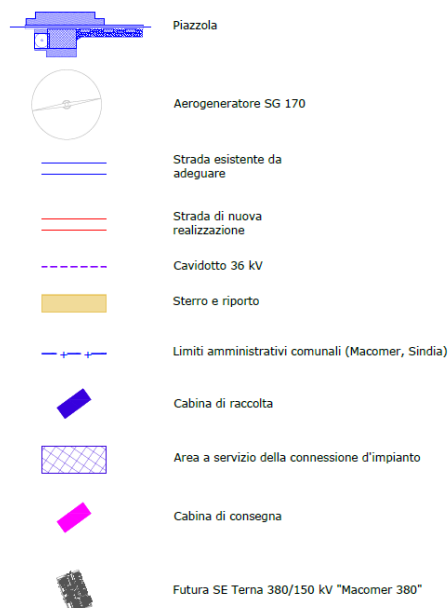 Piazzola
Aerogeneratore SG 170
Strada esistente da
adeguare
Strada di nuova
realizzazione
Cavidotto 36 kV
Sterro e riporto
Limiti amministrativi comunali (Macomer, Sindia)
Cabina di raccolta
Area a servizio della connessione d'impianto
Cabina di consegna
Futura SE Terna 380/150 kV "Macomer 380"